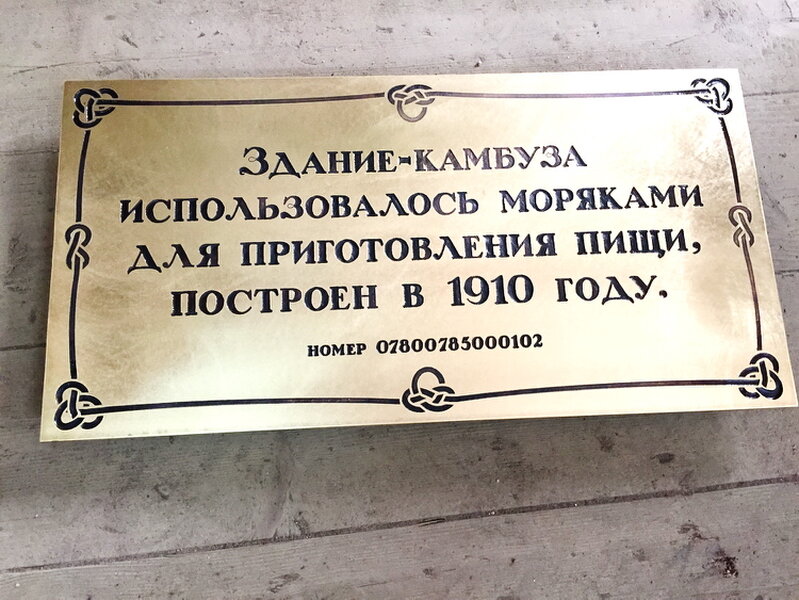 Здание-камбуза
использовалось моряками
для приготовления пищи,
построен в 1910 году.
номер 07800785000102